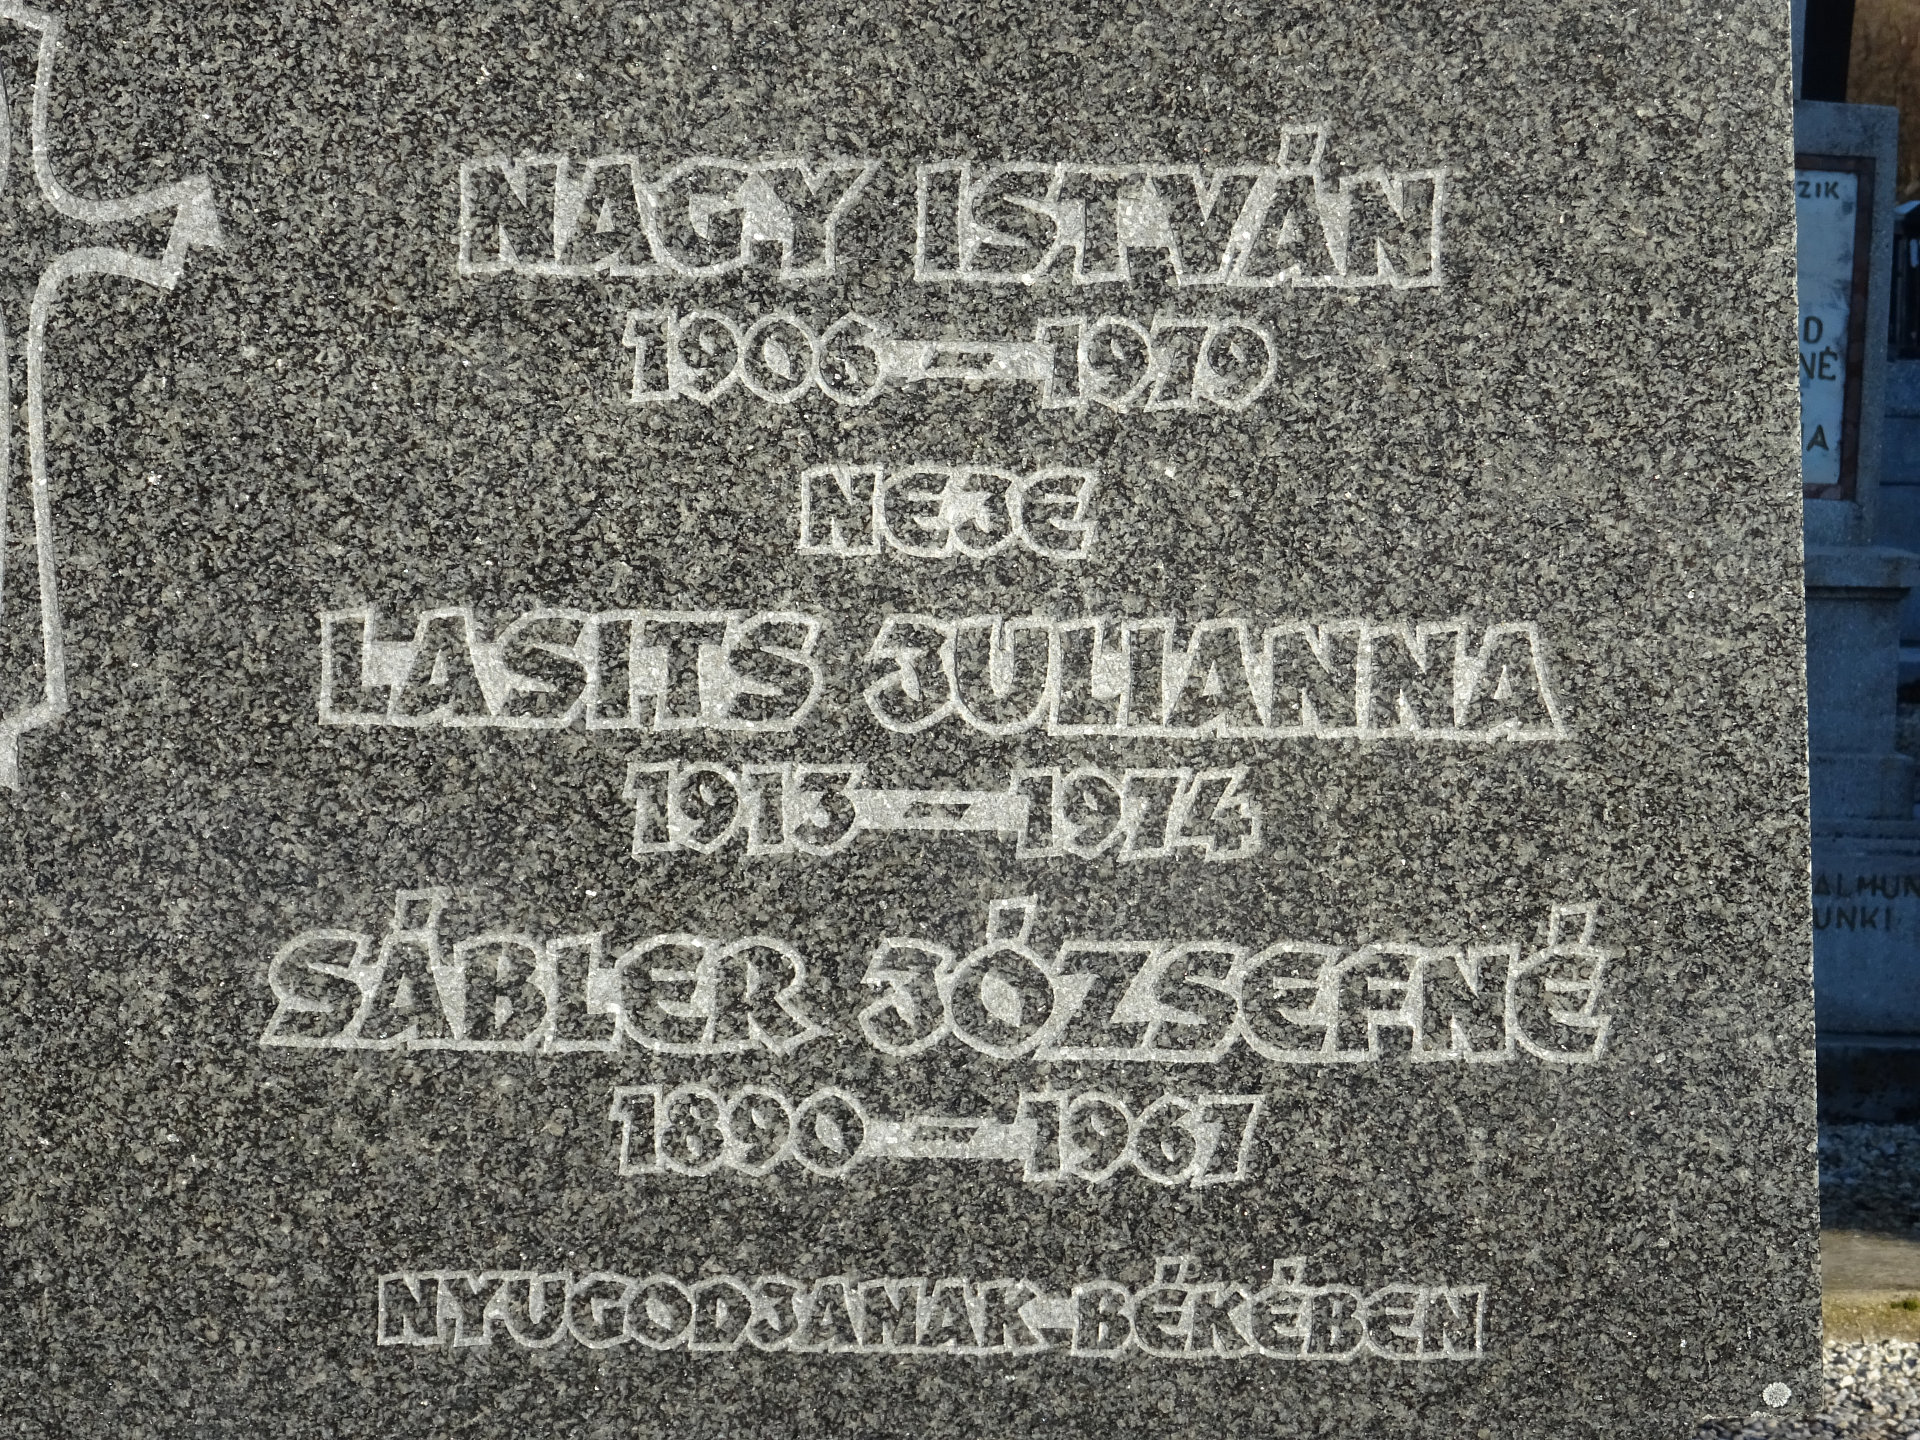 NAGY ISTVÁN
1906-1979
NEJE
LASITS JULIANNA
1913-1974
SÁBLER JÓZSEFNÉ
1890-1967
NYUGODJANAK BÉKÉBEN